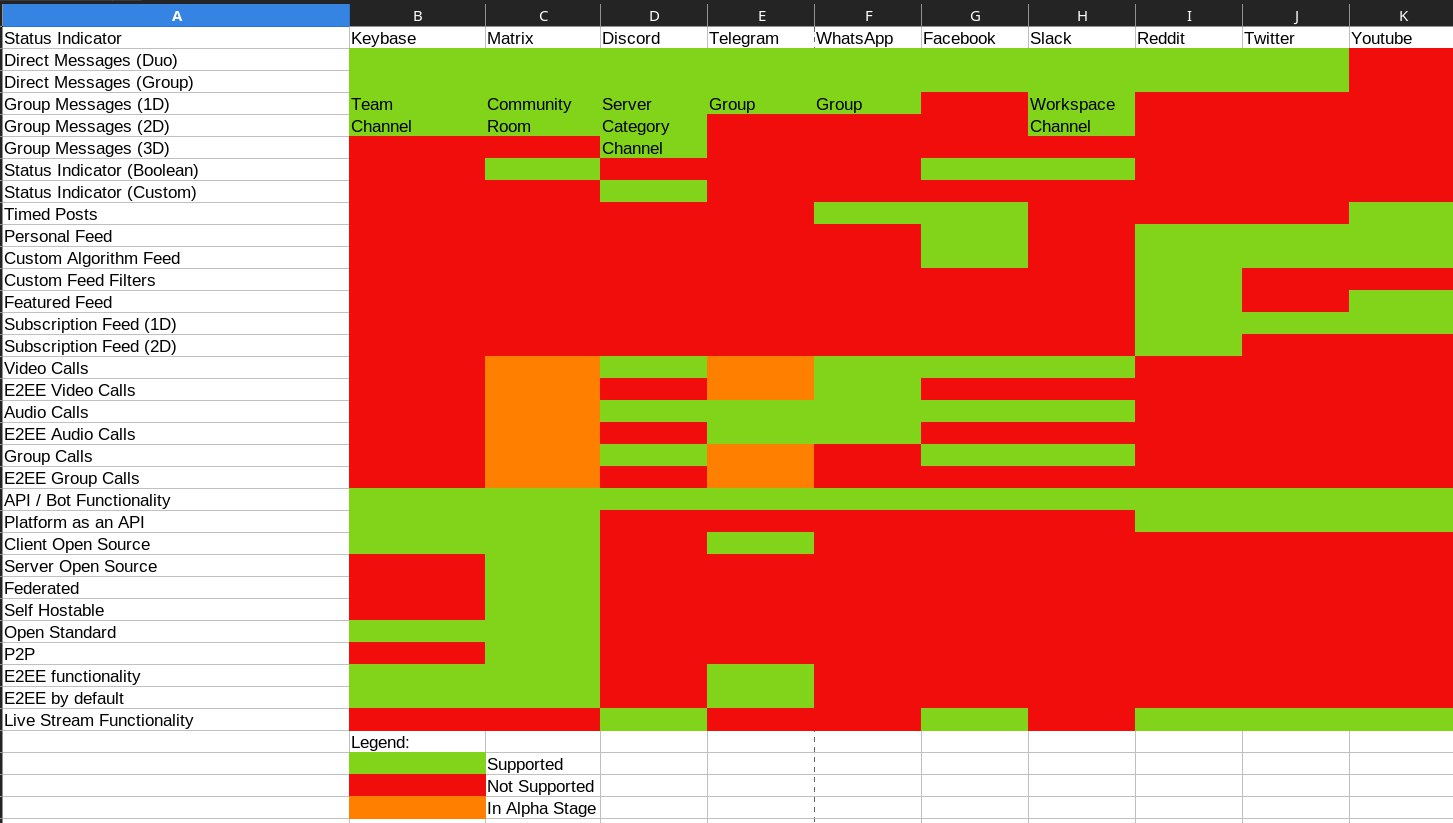 A B C D E F G H I J K
Status Indicator Keybase Matrix Discord Telegram WhatsApp Facebook Slack Reddit Twitter Youtube
Direct Messages (Duo)
Direct Messages (Group)
Group Messages (1D) Team Community Server Group Group Workspace
Group Messages (2D) Channel Room Category Channel
Group Messages (3D) Channel
Status Indicator (Boolean)
Status Indicator (Custom)
Timed Posts
Personal Feed
Custom Algorithm Feed
Custom Feed Filters
Featured Feed
Subscription Feed (1D)
Subscription Feed (2D)
Video Calls
E2EE Video Calls
Audio Calls
E2EE Audio Calls
Group Calls
E2EE Group Calls
API / Bot Functionality
Platform as an API
Client Open Source
Server Open Source
Federated
Self Hostable
Open Standard
P2P
E2EE functionality
E2EE by default
Live Stream Functionality
Legend:
Supported
Not Supported
In Alpha Stage